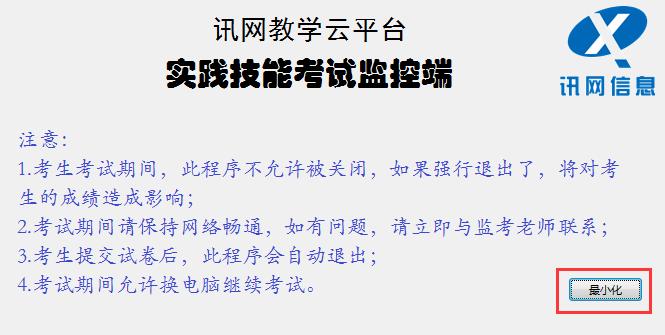 讯网教学云平台
实践技能考试监控端
讯网信息
注意:
1.考生考试期间，此程序不允许被关闭，如果强行退出了，将对考
生的成绩造成影响；
2.考试期间请保持网络畅通，如有问题，请立即与监考老师联系；
3.考生提交试卷后，此程序会自动退出；
4.考试期间允许换电脑继续考试。
最小化